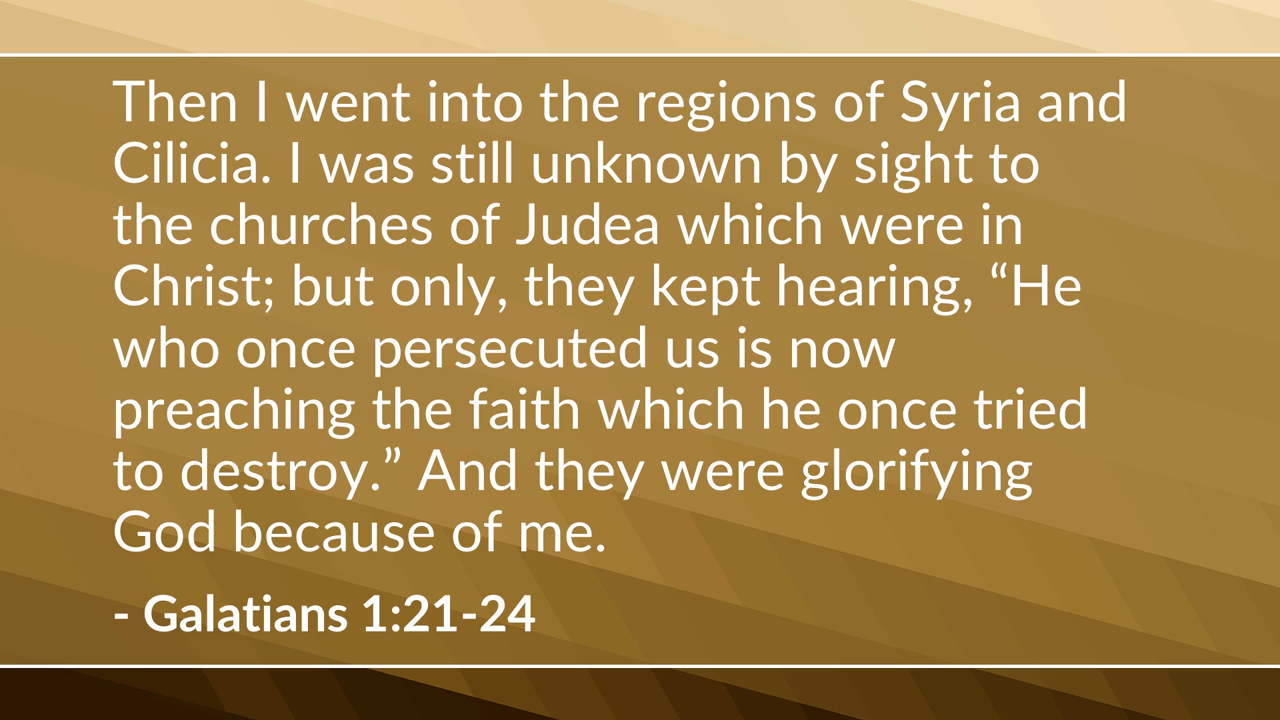 Then I went into the regions of Syria and
Cilicia. I was still unknown by sight to
the churches of Judea which were in
Christ; but only, they kept hearing, “He
who once persecuted us is now
preaching the faith which he once tried
to destroy.” And they were glorifying
God because of me.
- Galatians 1:21-24